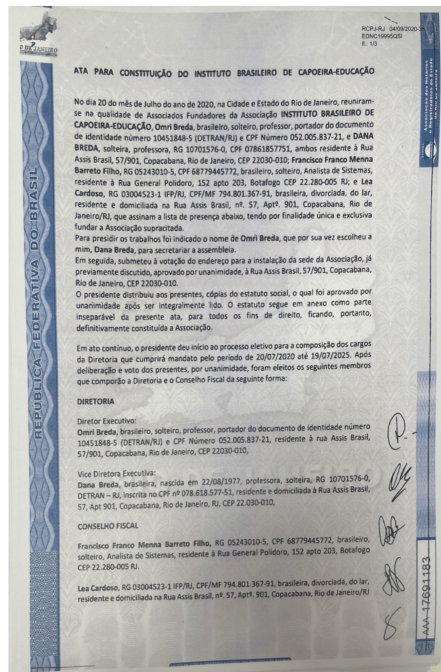 RIO DE JANEIRO
RCPJ-RJ 04/09/2020-35
EDNC19995QSI
fl. 1/3
ATA PARA CONSTITUIÇÃO DO INSTITUTO BRASILEIRO DE CAPOEIRA-EDUCAÇÃO
No dia 20 do mês de Julho do ano de 2020, na Cidade e Estado do Rio de Janeiro, reuniram-
se na qualidade de Associados Fundadores da Associação INSTITUTO BRASILEIRO DE
CAPOEIRA-EDUCAÇÃO, Omri Breda, brasileiro, solteiro, professor, portador do documento
de identidade número 10451848-5 (DETRAN/RJ) e CPF Número 052.005.837-21, e DANA
BREDA, solteira, professora, RG 10701576-0, CPF 07861857751, ambos residente à Rua
Assis Brasil, 57/901, Copacabana, Rio de Janeiro, CEP 22030-010; Francisco Franco Menna
Barreto Filho, RG 05243010-5, CPF 68779445772, brasileiro, solteiro, Analista de Sistemas,
residente à Rua General Polidoro, 152 apto 203, Botafogo CEP 22.280-005 RJ; e Lea
Cardoso, RG 03004523-1 IFP/RJ, CPF/MF 794.801.367-91, brasileira, divorciada, do lar,
residente e domiciliada na Rua Assis Brasil, nº. 57, Aptº. 901, Copacabana, Rio de
Janeiro/RJ, que assinam a lista de presença abaixo, tendo por finalidade única e exclusiva
fundar a Associação supracitada.
Para presidir os trabalhos foi indicado o nome de Omri Breda, que por sua vez escolheu a
mim, Dana Breda, para secretariar a assembleia.
Em seguida, submeteu à votação do endereço para a instalação da sede da Associação, já
previamente discutido, aprovado por unanimidade, à Rua Assis Brasil, 57/901, Copacabana,
Rio de Janeiro, CEP 22030-010.
O presidente distribuiu aos presentes, cópias do estatuto social, o qual foi aprovado por
unanimidade após ser integralmente lido. O estatuto segue em anexo como parte
inseparável da presente ata, para todos os fins de direito, ficando, portanto,
definitivamente constituída a Associação.
Em ato contínuo, o presidente deu início ao processo eletivo para a composição dos cargos
da Diretoria que cumprirá mandato pelo período de 20/07/2020 até 19/07/2025. Após
deliberação e voto dos presentes, por unanimidade, foram eleitos os seguintes membros
que comporão a Diretoria e o Conselho Fiscal da seguinte forma:
DIRETORIA
Diretor Executivo:
Omri Breda, brasileiro, solteiro, professor, portador do documento de identidade número
10451848-5 (DETRAN/RJ) e CPF Número 052.005.837-21, residente à rua Assis Brasil,
57/901, Copacabana, Rio de Janeiro, CEP 22030-010,
Vice Diretora Executiva:
Dana Breda, brasileira, nascida em 22/08/1977, professora, solteira, RG 10701576-0,
DETRAN – RJ, inscrita no CPF nº 078.618.577-51, residente e domiciliada à Rua Assis Brasil,
57, Apt 901, Copacabana, Rio de Janeiro, RJ, CEP 22.030-010,
CONSELHO FISCAL
Francisco Franco Menna Barreto Filho, RG 05243010-5, CPF 68779445772, brasileiro,
solteiro, Analista de Sistemas, residente à Rua General Polidoro, 152 apto 203, Botafogo
CEP 22.280-005 RJ.
Lea Cardoso, RG 03004523-1 IFP/RJ, CPF/MF 794.801.367-91, brasileira, divorciada, do lar,
residente e domiciliada na Rua Assis Brasil, nº. 57, Aptº. 901, Copacabana, Rio de Janeiro/RJ
REPÚBLICA FEDERATIVA DO BRASIL
AAA 17691183